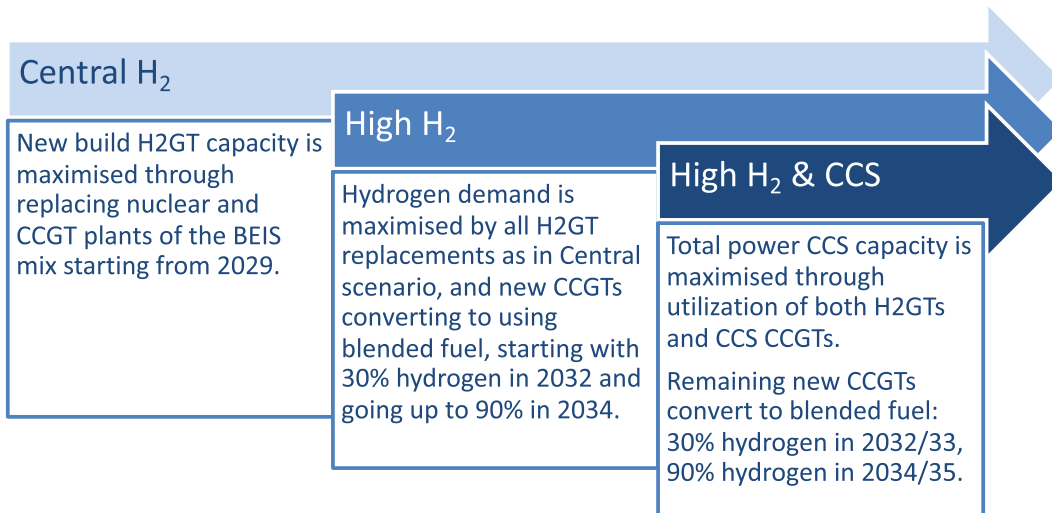 Central H₂
New build H2GT capacity is
maximised through
replacing nuclear and
CCGT plants of the BEIS
mix starting from 2029.
High H₂
Hydrogen demand is
maximised by all H2GT
replacements as in Central
scenario, and new CCGTs
converting to using
blended fuel, starting with
30% hydrogen in 2032 and
going up to 90% in 2034.
High H₂ & CCS
Total power CCS capacity is
maximised through
utilization of both H2GTs
and CCS CCGTs.
Remaining new CCGTs
convert to blended fuel:
30% hydrogen in 2032/33,
90% hydrogen in 2034/35.